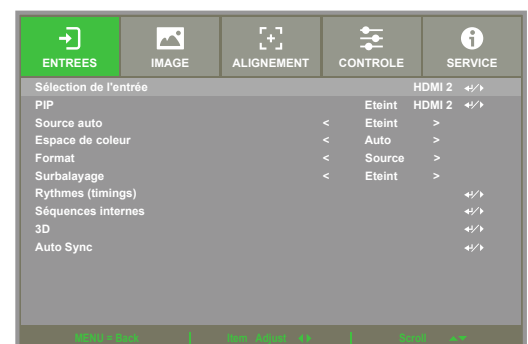 ENTREES IMAGE ALIGNEMENT CONTROLE SERVICE
Sélection de l'entrée HDMI 2
PIP Eteint HDMI 2
Source auto < Eteint >
Espace de coleur < Auto >
Format < Source >
Surbalayage < Eteint >
Rythmes (timings)
Séquences internes
3D
Auto Sync
MENU = Back | Item Adjust | Scroll